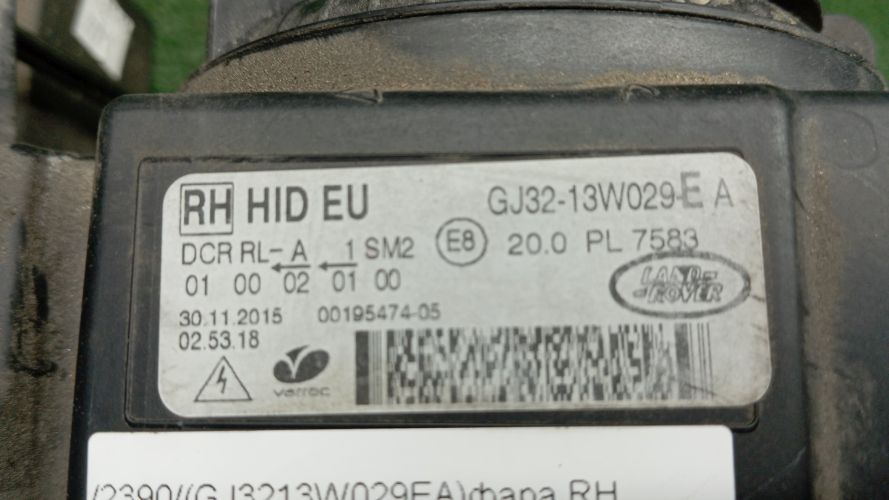 RH HID EU GJ32-13W029-E A
DCR RL- A 1 SM2 E8 20.0 PL 7583
01 00 02 01 00
LAND-
-ROVER
30.11.2015 00195474-05
02.53.18
varroc
/2390//(GJ3213W029EA)фара RH